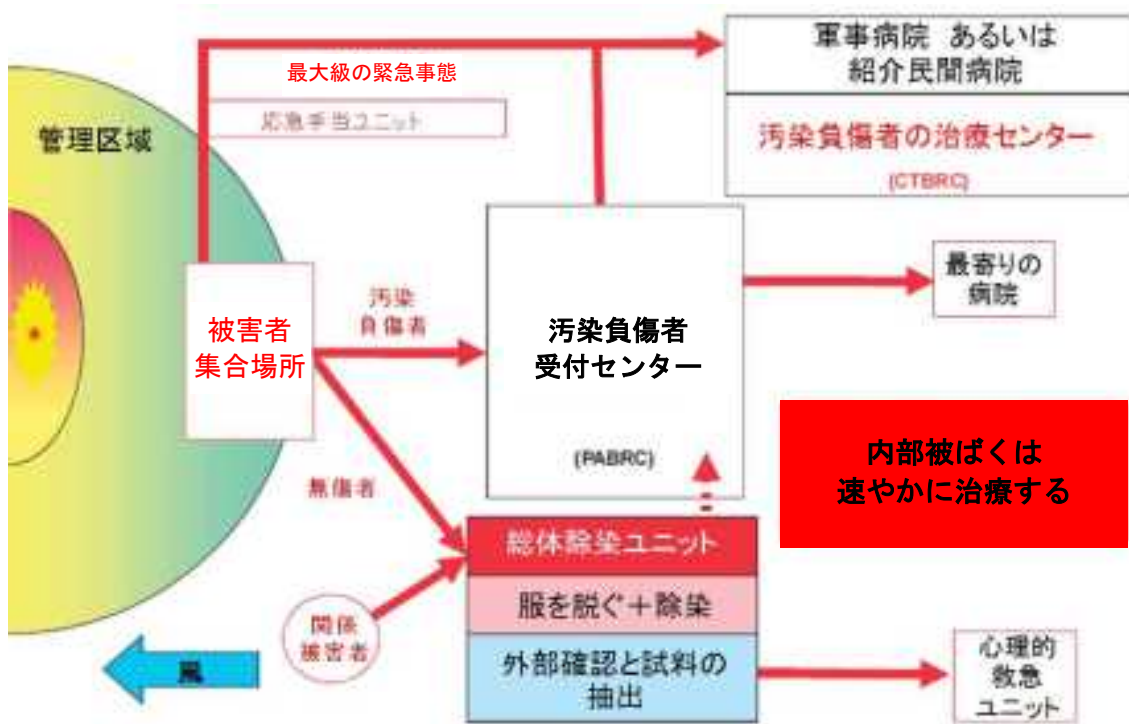 軍事病院 あるいは
紹介民間病院
最大級の緊急事態
応急手当ユニット
管理区域
汚染負傷者の治療センター
(CTBRC)
最寄りの
病院
汚染
負傷者
被害者
集合場所
汚染負傷者
受付センター
(PABRC)
内部被ばくは
速やかに治療する
無傷者
総体除染ユニット
服を脱ぐ+除染
関係
被害者
外部確認と試料の
抽出
風
心理的
救急
ユニット